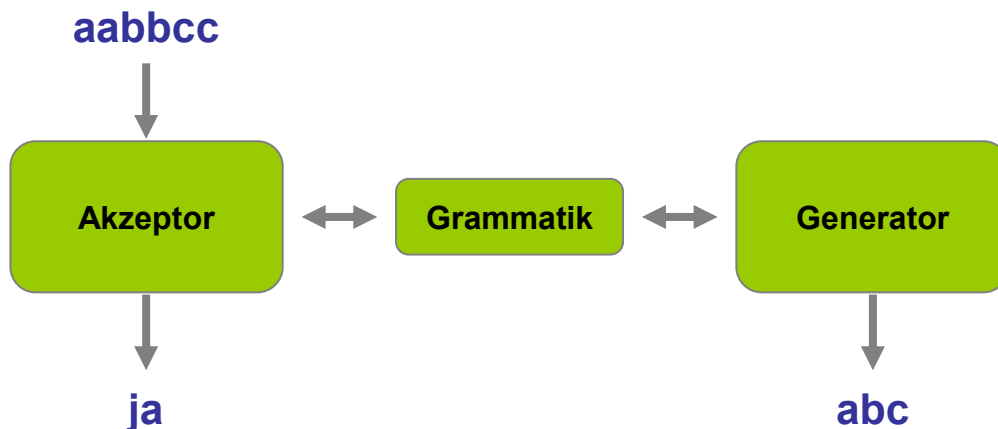 aabbcc
Akzeptor
Grammatik
Generator
ja
abc